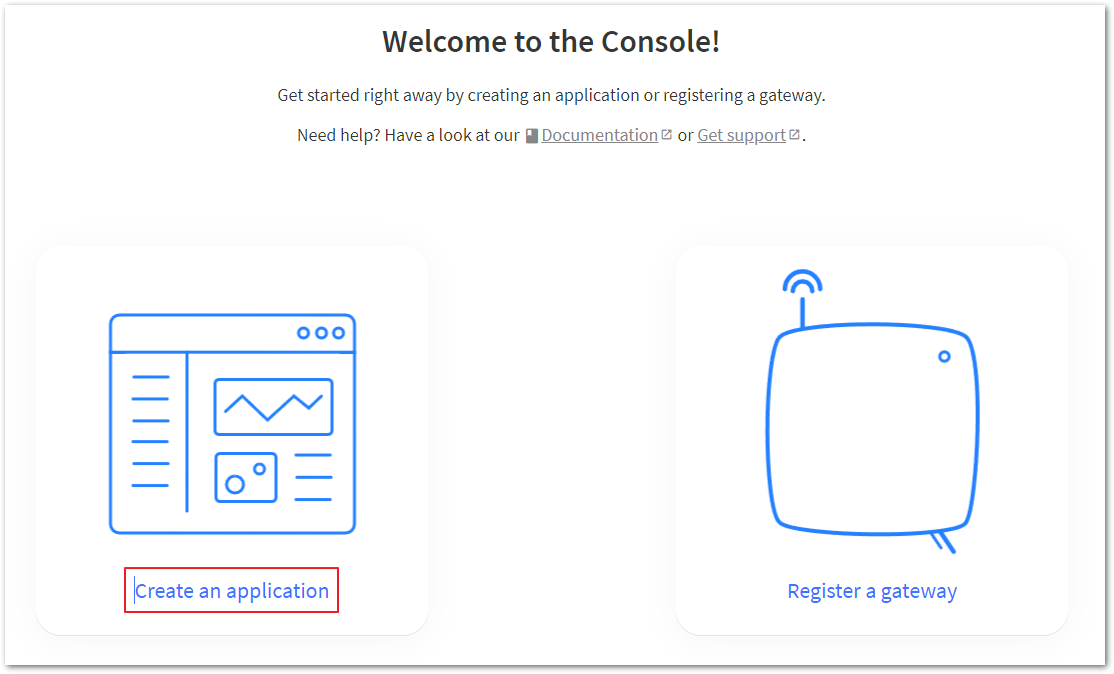 Welcome to the Console!
Get started right away by creating an application or registering a gateway.
Need help? Have a look at our Documentation or Get support.
Create an application
Register a gateway